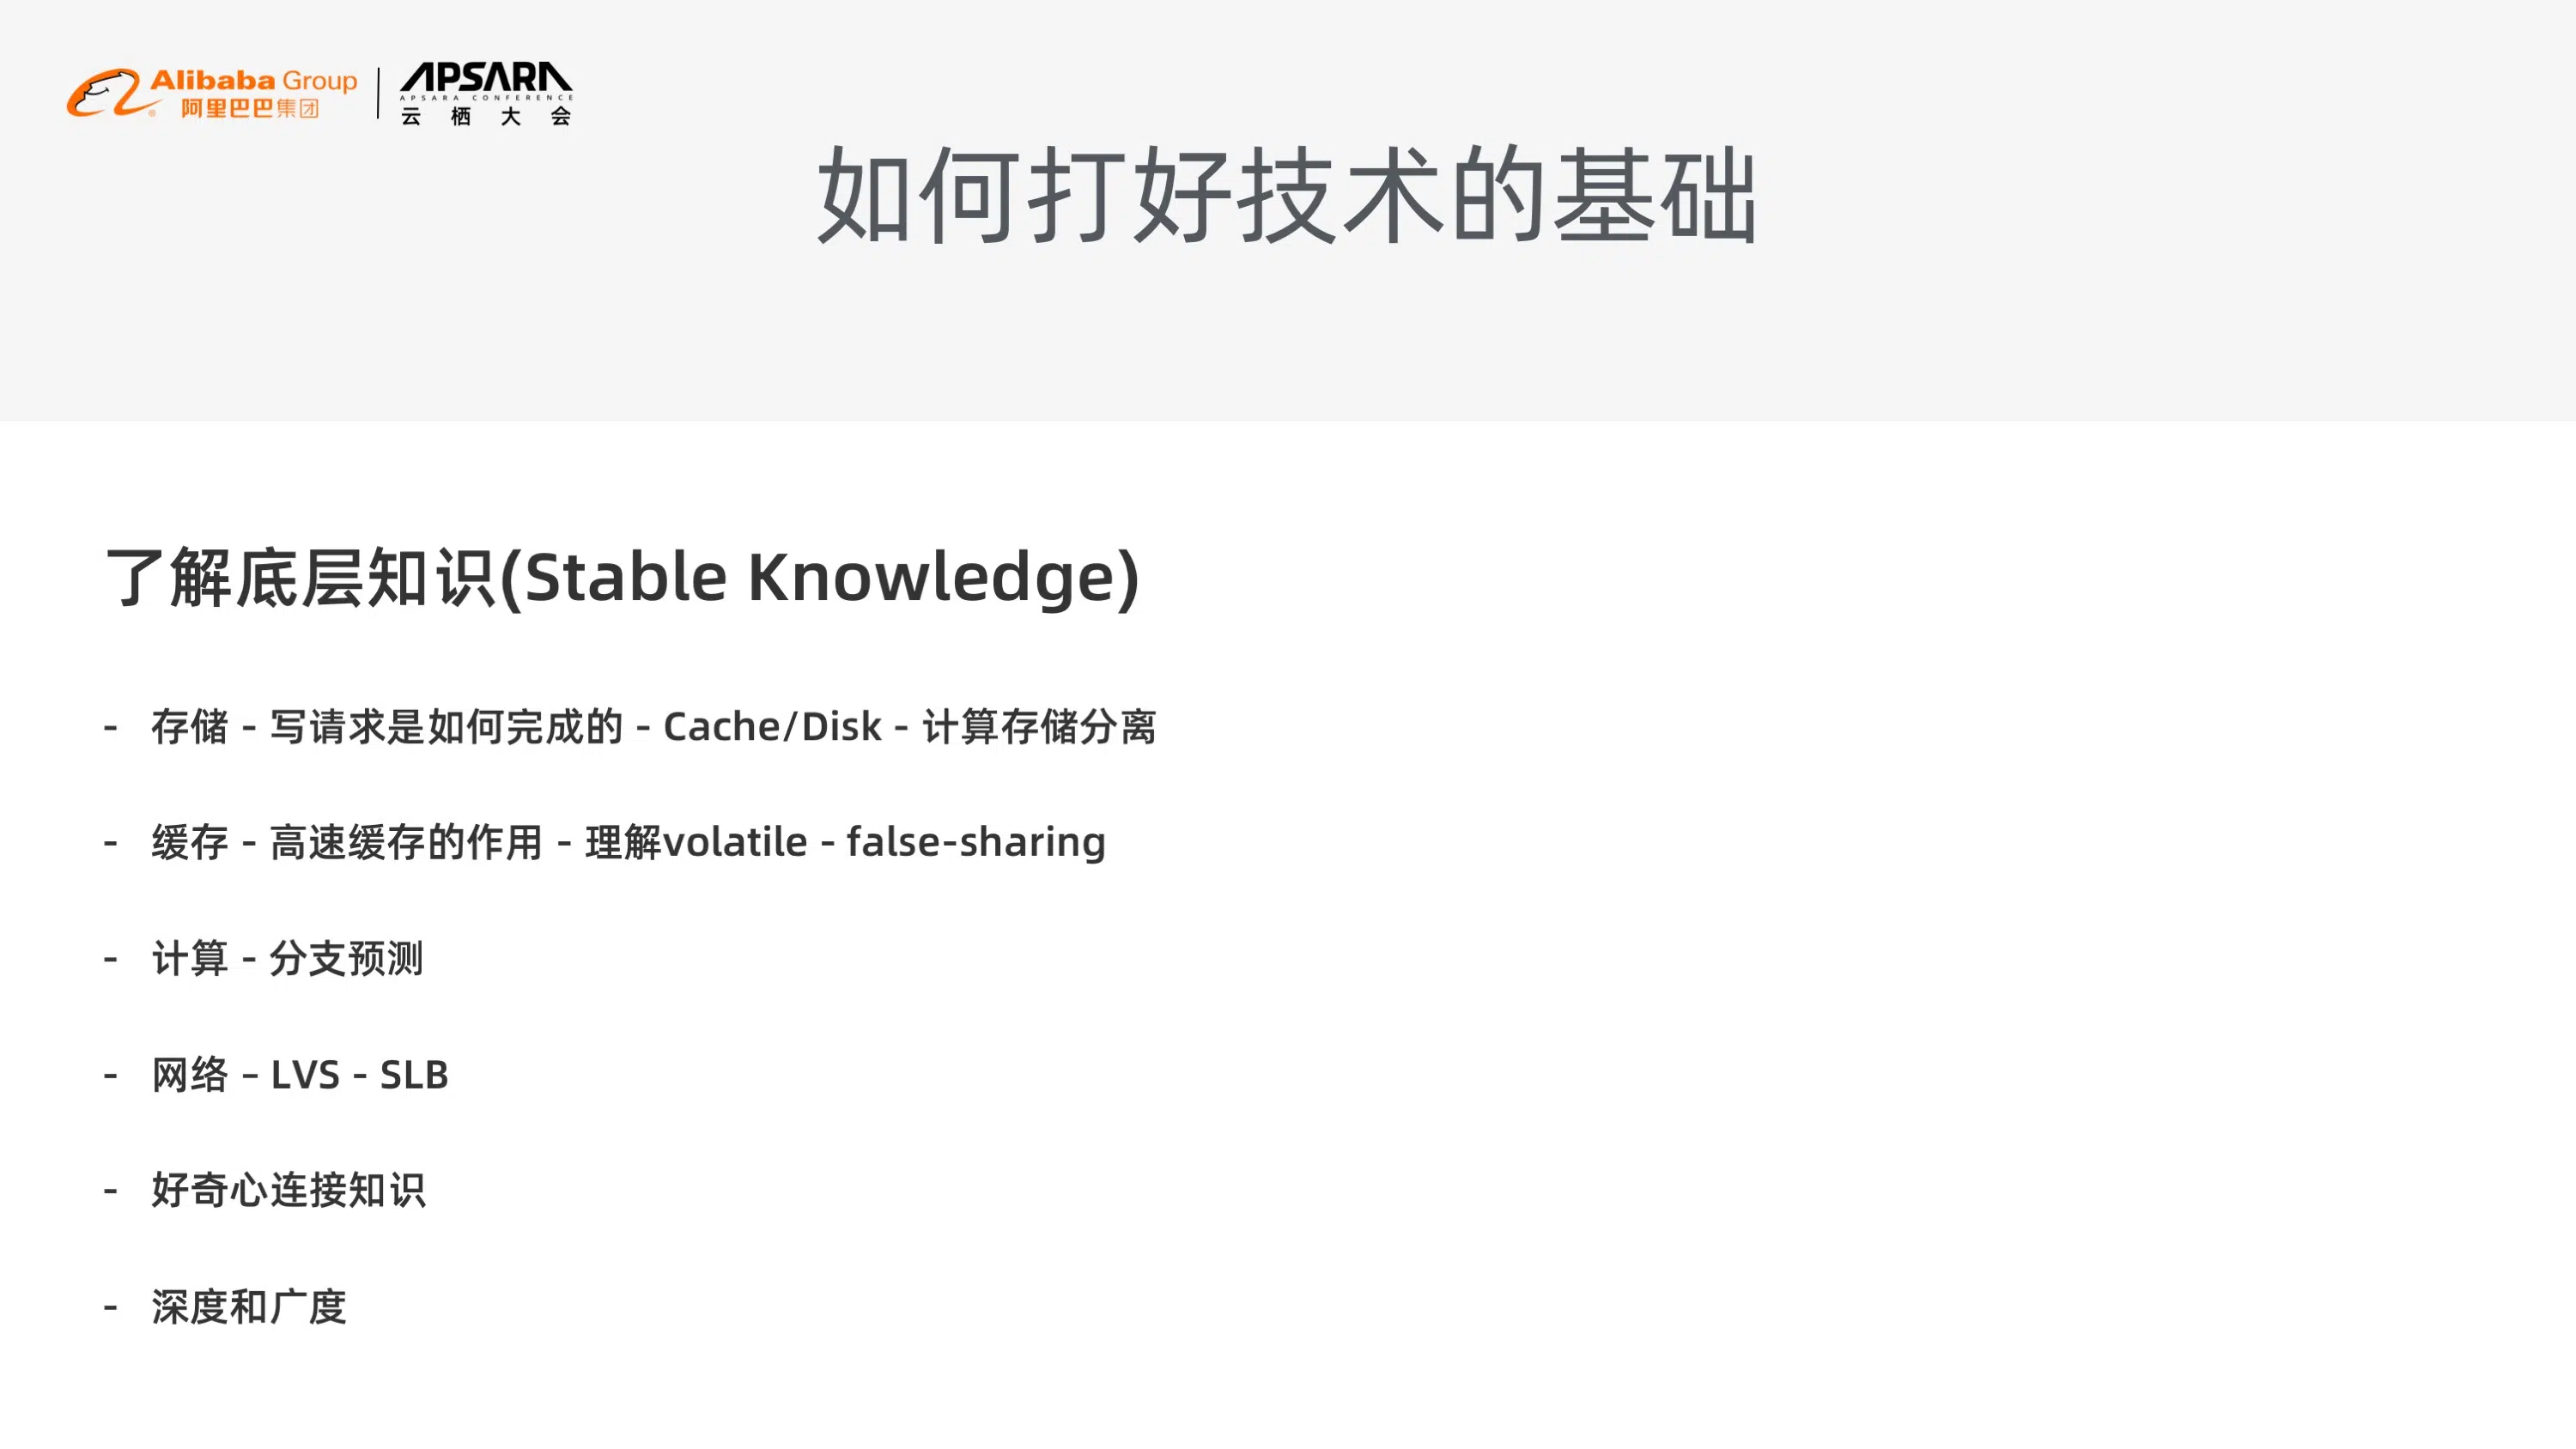 Alibaba Group
阿里巴巴集团
APSARA
APSARA CONFERENCE
云栖大会
如何打好技术的基础
了解底层知识(Stable Knowledge)
- 存储 - 写请求是如何完成的 - Cache/Disk - 计算存储分离
- 缓存 - 高速缓存的作用 - 理解volatile - false-sharing
- 计算 - 分支预测
- 网络 – LVS - SLB
- 好奇心连接知识
- 深度和广度